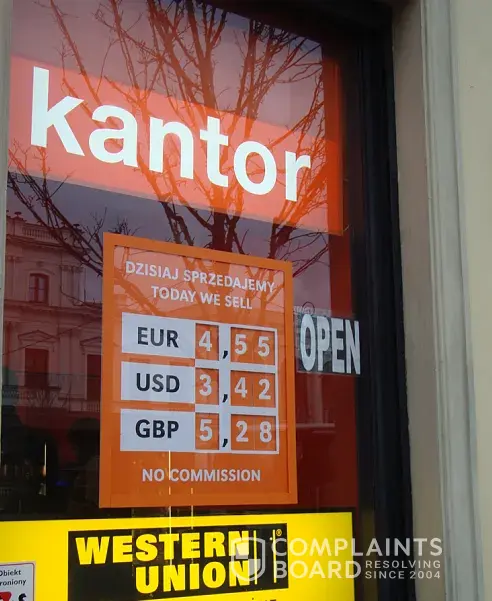 kantor
DZISIAJ SPRZEDAJEMY
TODAY WE SELL
EUR 4,55
USD 3,42
GBP 5,28
NO COMMISSION
OPEN
WESTERN
UNION
Obiekt
COMPLAINTS
BOARD RESOLVING
SINCE 2004